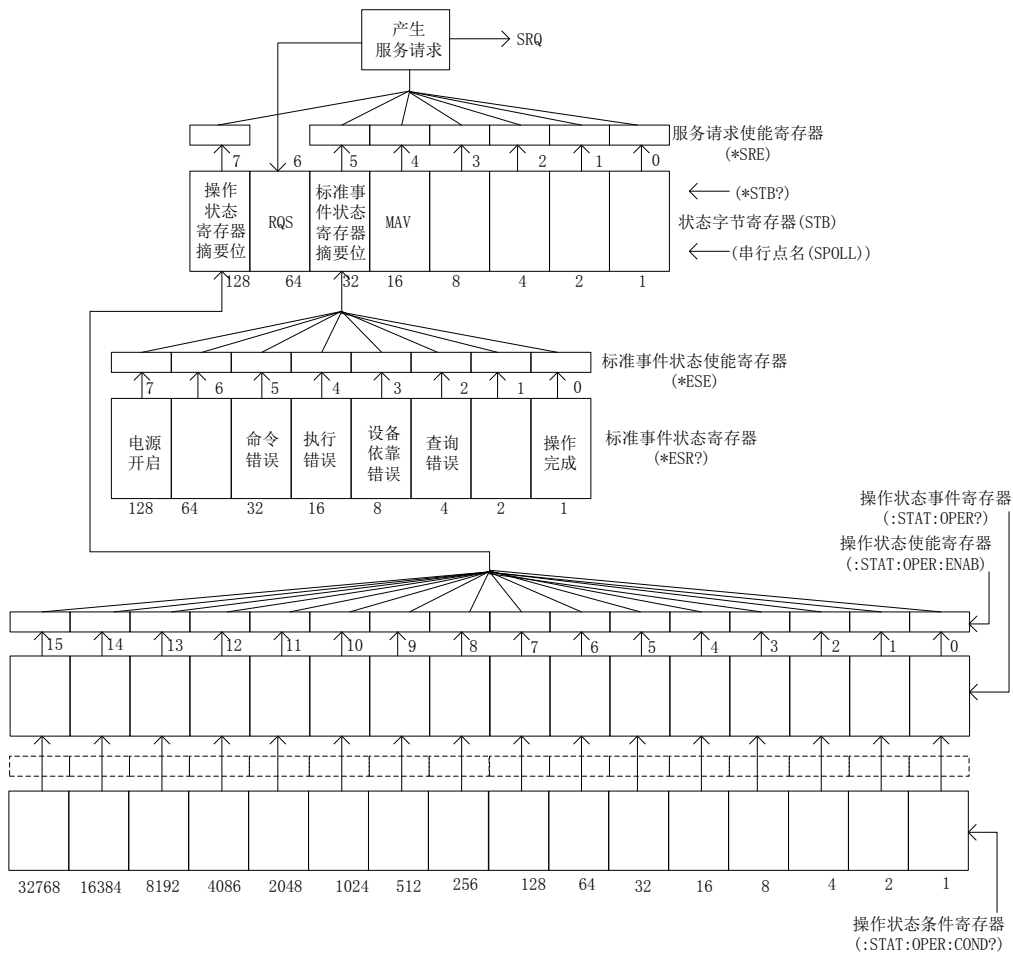 产生
服务请求
SRQ
服务请求使能寄存器
(*SRE)
7 6 5 4 3 2 1 0
操作
状态
寄存器
摘要位
RQS
标准事
件状态
寄存器
摘要位
MAV
(*STB?)
状态字节寄存器(STB)
(串行点名(SPOLL))
128 64 32 16 8 4 2 1
标准事件状态使能寄存器
(*ESE)
7 6 5 4 3 2 1 0
电源
开启
命令
错误
执行
错误
设备
依靠
错误
查询
错误
操作
完成
标准事件状态寄存器
(*ESR?)
128 64 32 16 8 4 2 1
操作状态事件寄存器
(:STAT:OPER?)
操作状态使能寄存器
(:STAT:OPER:ENAB)
15 14 13 12 11 10 9 8 7 6 5 4 3 2 1 0
32768 16384 8192 4086 2048 1024 512 256 128 64 32 16 8 4 2 1
操作状态条件寄存器
(:STAT:OPER:COND?)